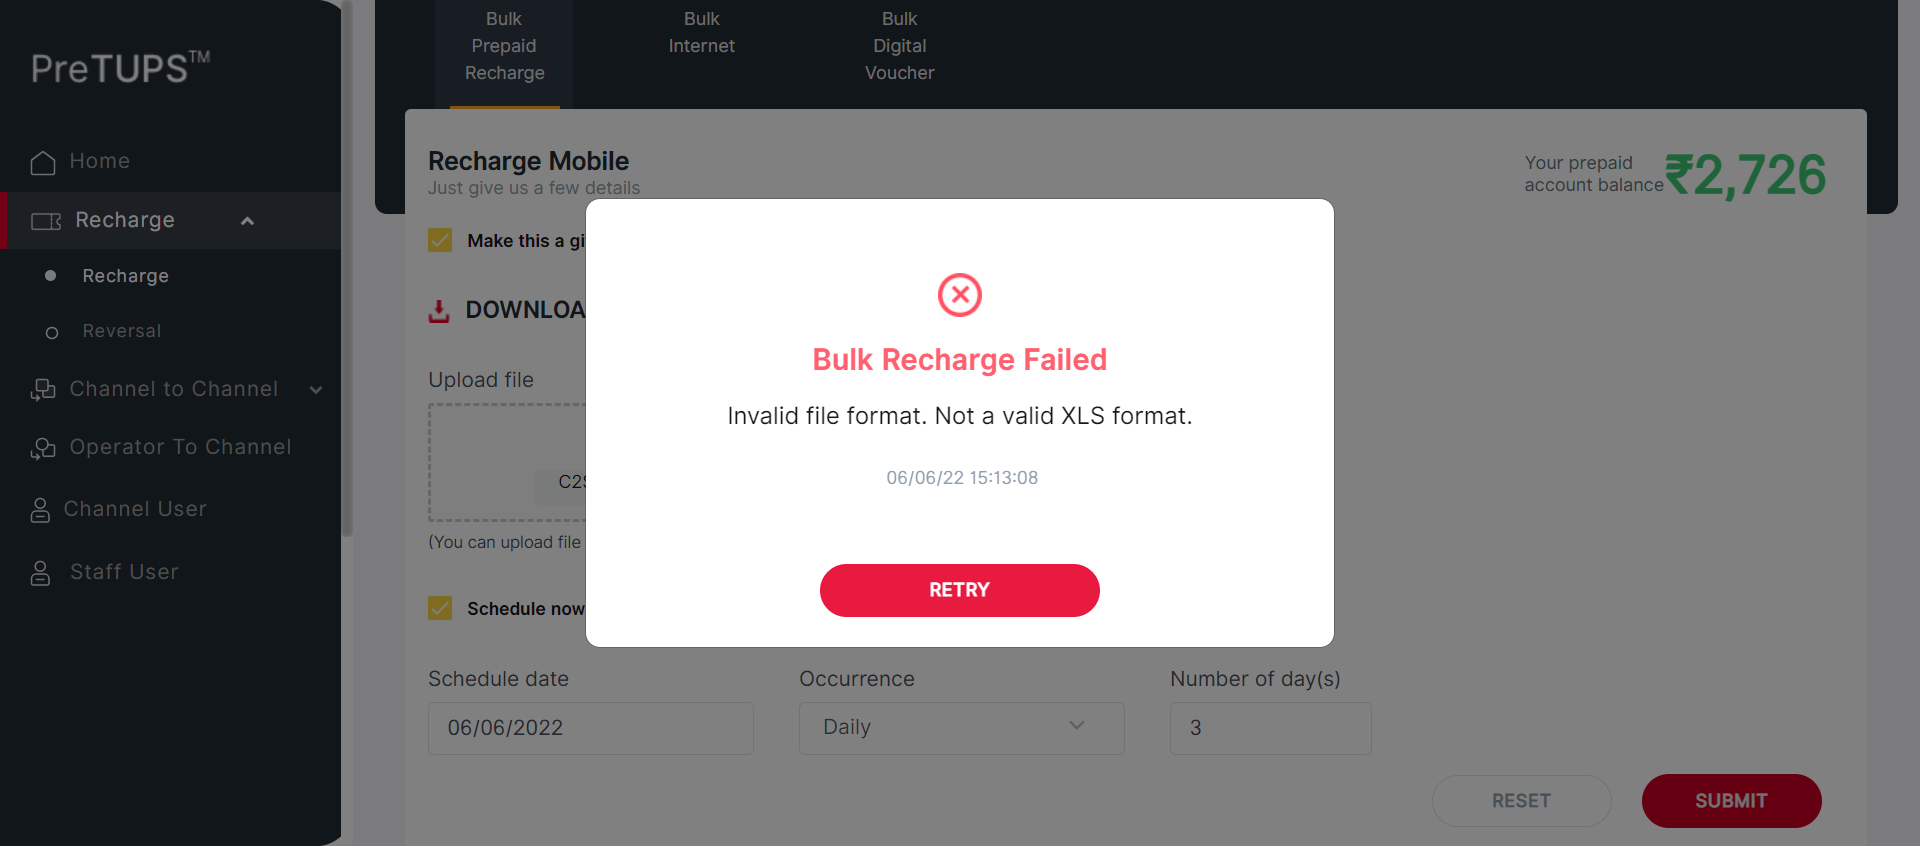 PreTUPS™
Home
Recharge
Recharge
Reversal
Channel to Channel
Operator To Channel
Channel User
Staff User
Bulk
Prepaid
Recharge
Bulk
Internet
Bulk
Digital
Voucher
Recharge Mobile
Just give us a few details
Your prepaid
account balance
₹2,726
Make this a gi
DOWNLOA
Upload file
C2S
(You can upload file
Schedule now
Bulk Recharge Failed
Invalid file format. Not a valid XLS format.
06/06/22 15:13:08
RETRY
Schedule date
Occurrence
Number of day(s)
06/06/2022
Daily
3
RESET
SUBMIT